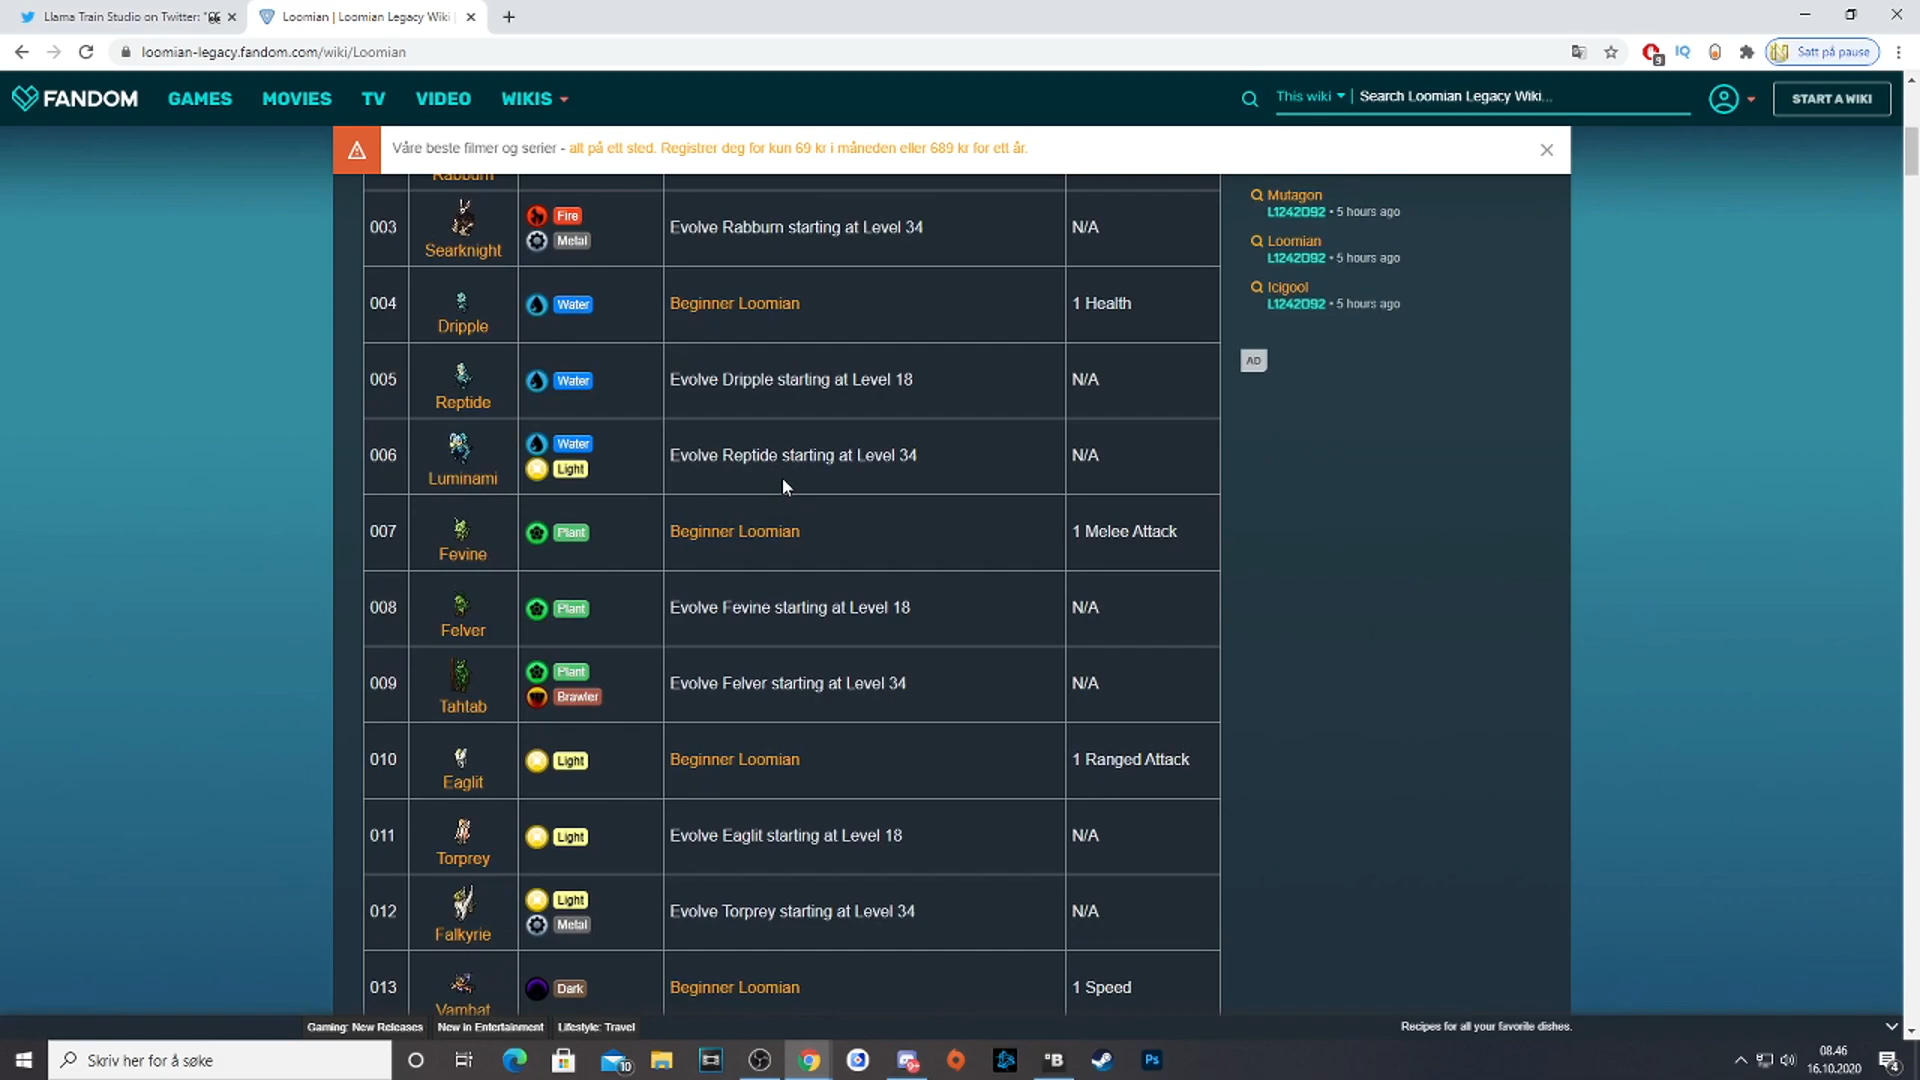 Llama Train Studio on Twitter: "
Loomian | Loomian Legacy Wiki |
loomian-legacy.fandom.com/wiki/Loomian
9
IQ
Satt på pause
FANDOM
GAMES
MOVIES
TV
VIDEO
WIKIS
This wiki
Search Loomian Legacy Wiki...
START A WIKI
Våre beste filmer og serier - alt på ett sted. Registrer deg for kun 69 kr i måneden eller 689 kr for ett år.
Rabburn
003
Searknight
Fire
Metal
Evolve Rabburn starting at Level 34
N/A
004
Dripple
Water
Beginner Loomian
1 Health
005
Reptide
Water
Evolve Dripple starting at Level 18
N/A
006
Luminami
Water
Light
Evolve Reptide starting at Level 34
N/A
007
Fevine
Plant
Beginner Loomian
1 Melee Attack
008
Felver
Plant
Evolve Fevine starting at Level 18
N/A
009
Tahtab
Plant
Brawler
Evolve Felver starting at Level 34
N/A
010
Eaglit
Light
Beginner Loomian
1 Ranged Attack
011
Torprey
Light
Evolve Eaglit starting at Level 18
N/A
012
Falkyrie
Light
Metal
Evolve Torprey starting at Level 34
N/A
013
Vambat
Dark
Beginner Loomian
1 Speed
Mutagon
L1242092 • 5 hours ago
Loomian
L1242092 • 5 hours ago
Icigool
L1242092 • 5 hours ago
AD
Gaming: New Releases
New in Entertainment
Lifestyle: Travel
Recipes for all your favorite dishes.
Skriv her for å søke
10
B
Ps
08.46
16.10.2020
4